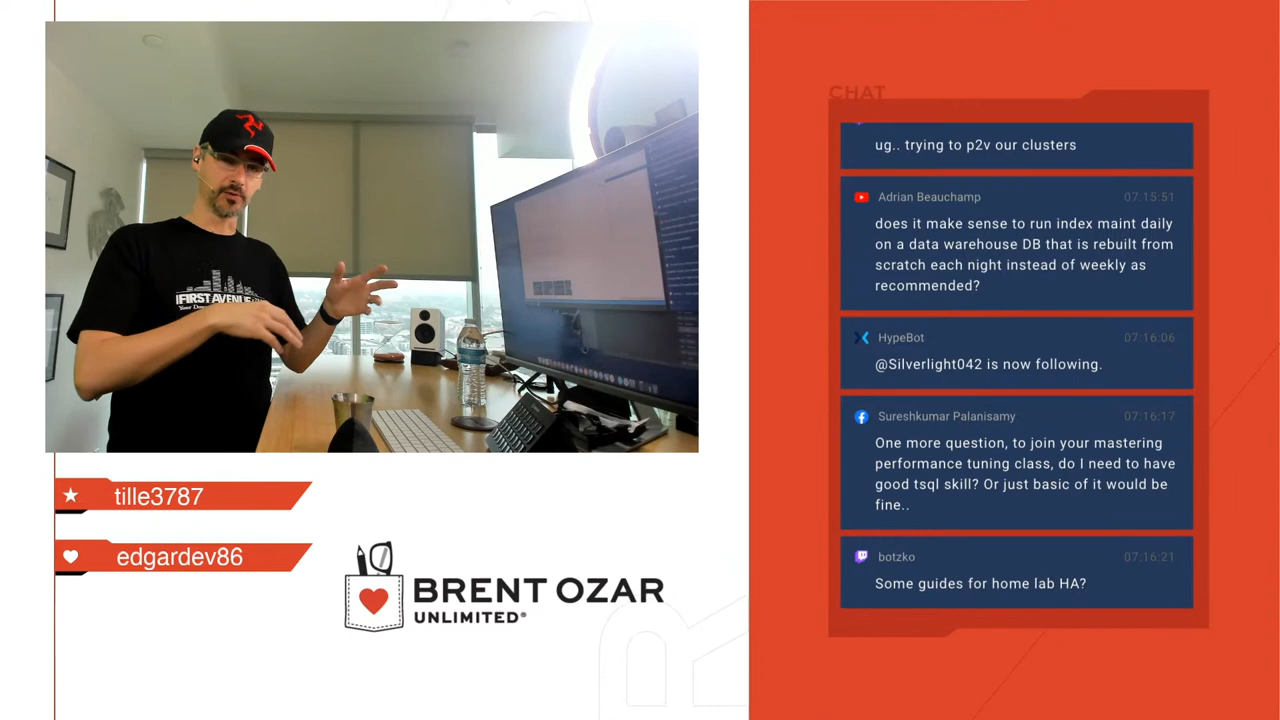 CHAT
ug.. trying to p2v our clusters
Adrian Beauchamp 07:15:51
does it make sense to run index maint daily
on a data warehouse DB that is rebuilt from
scratch each night instead of weekly as
recommended?
HypeBot 07:16:06
@Silverlight042 is now following.
Sureshkumar Palanisamy 07:16:17
One more question, to join your mastering
performance tuning class, do I need to have
good tsql skill? Or just basic of it would be
fine..
botzko 07:16:21
Some guides for home lab HA?
FIRST AVENUE
tille3787
edgardev86
BRENT OZAR
UNLIMITED®